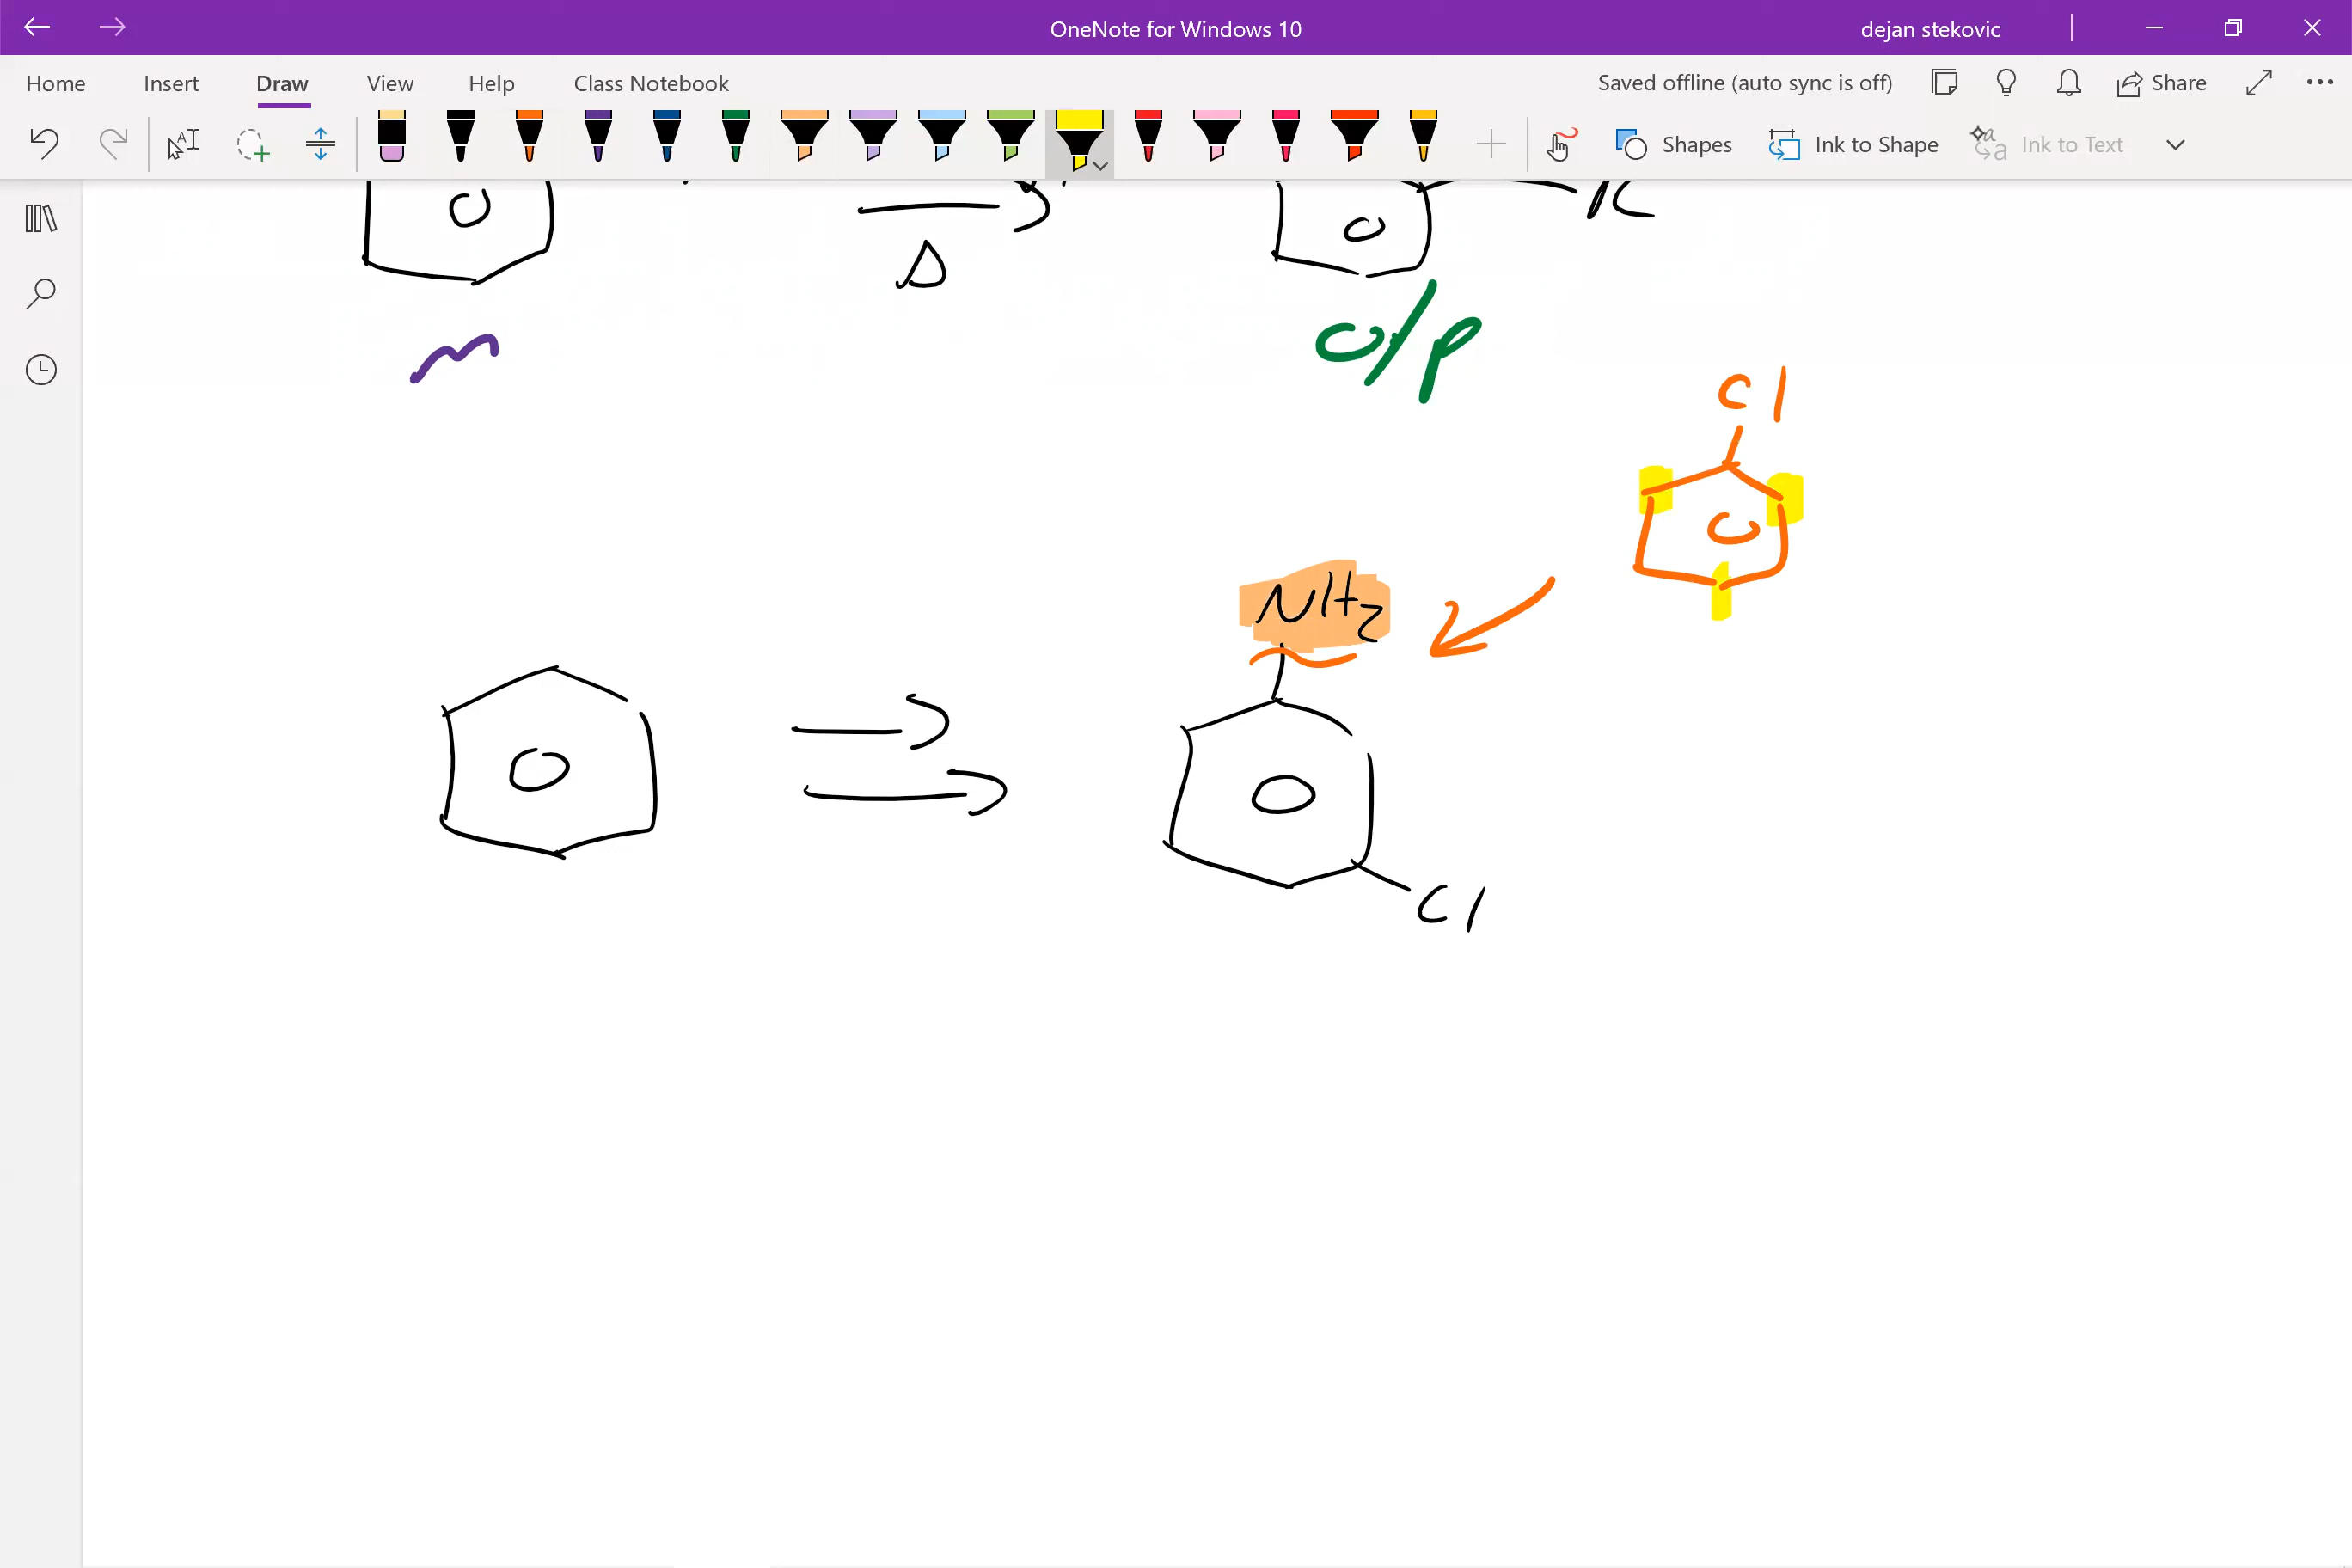 OneNote for Windows 10
dejan stekovic
Home Insert Draw View Help Class Notebook
Saved offline (auto sync is off) Share
Shapes Ink to Shape Ink to Text
R
Δ
m
o/p
Cl
NH2
Cl